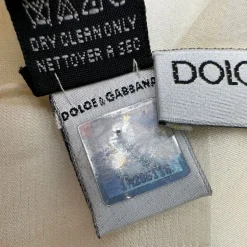 DRY CLEAN ONLY
NETTOYER A SEC
DOLCE & GABBANA
DOLC